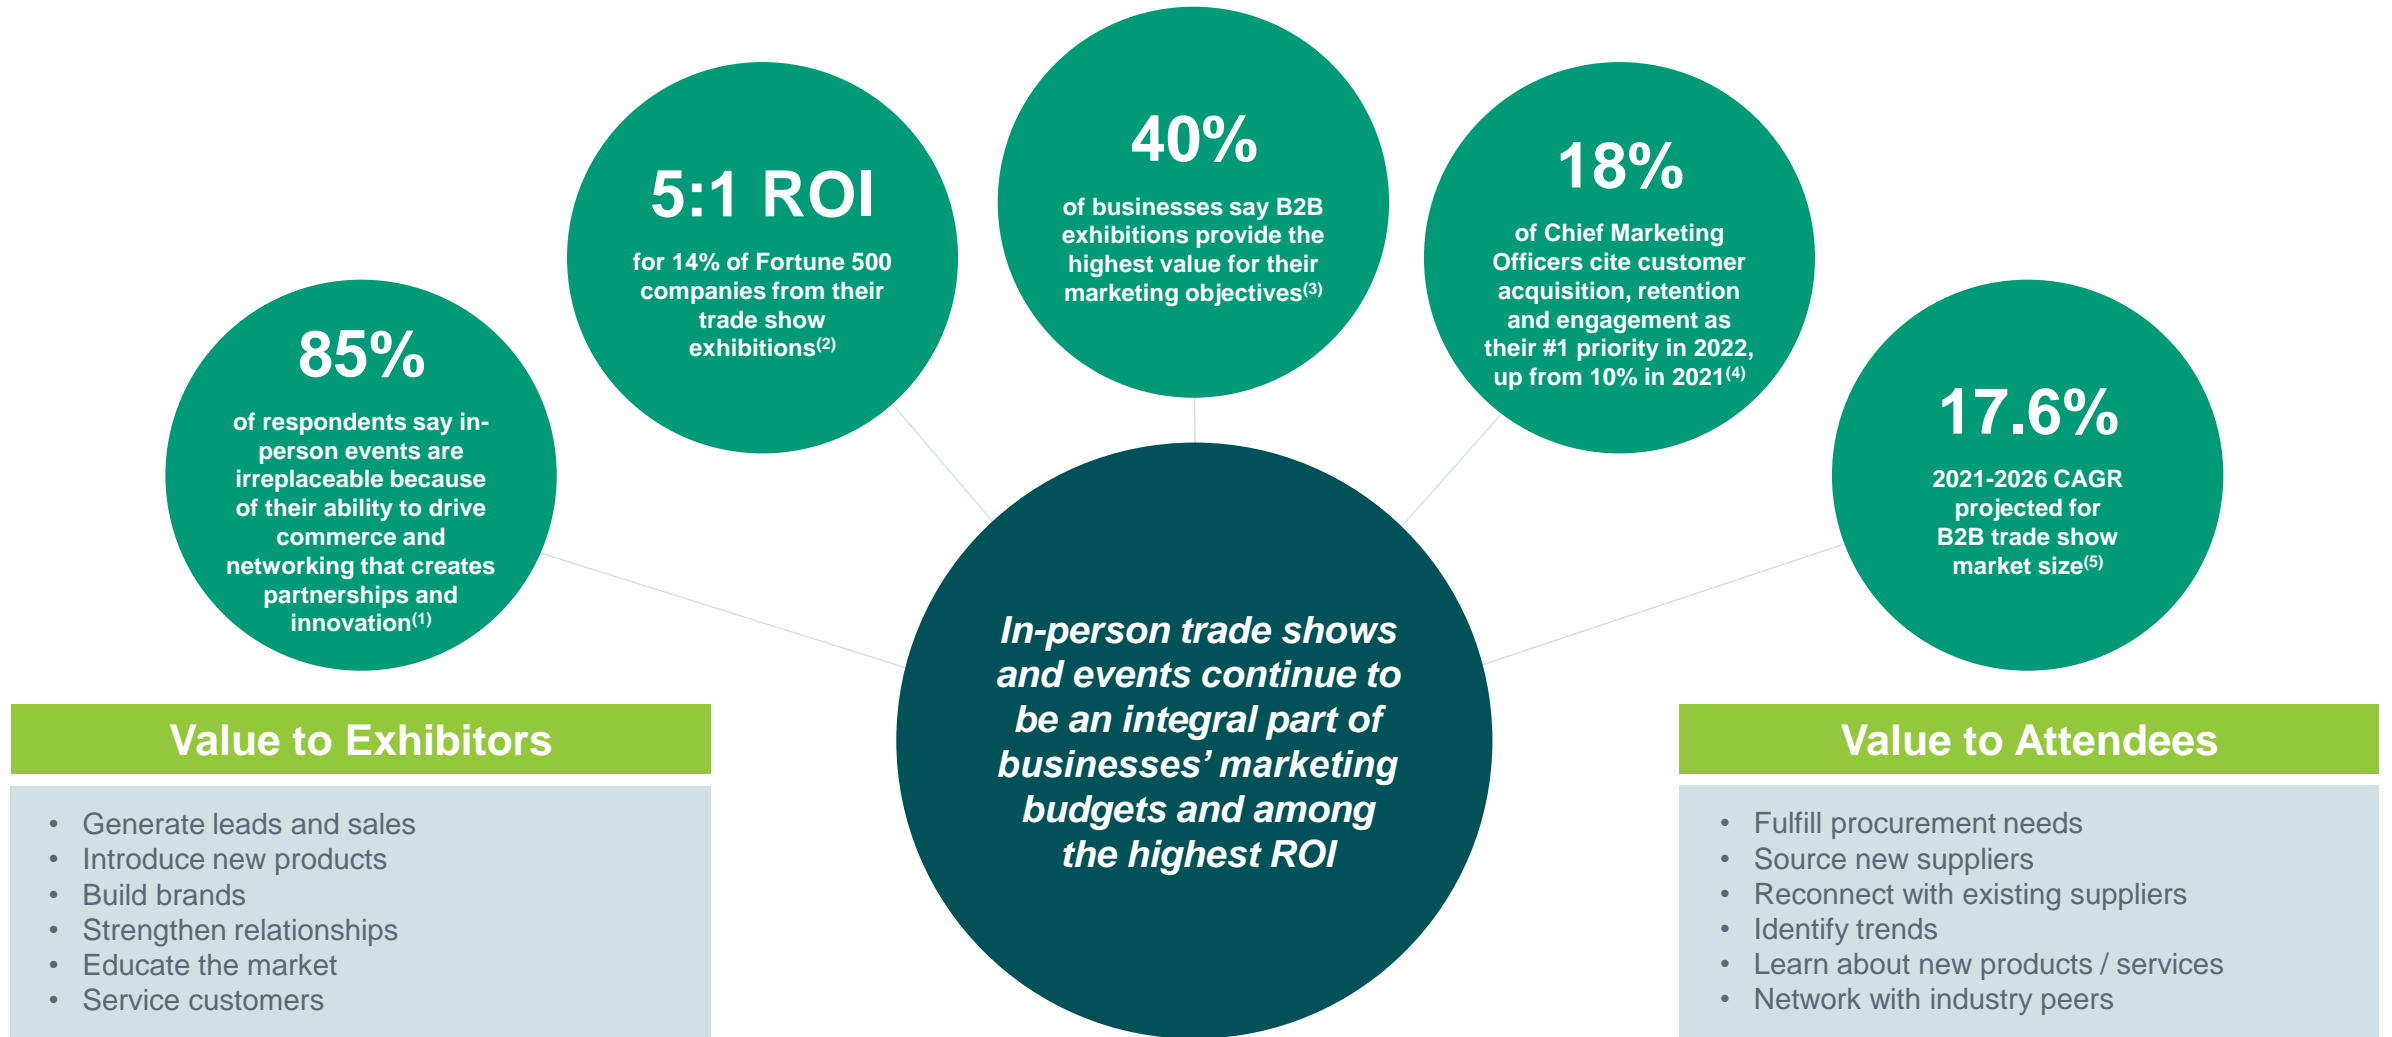 85%
of respondents say in-
person events are
irreplaceable because
of their ability to drive
commerce and
networking that creates
partnerships and
innovation(1)
5:1 ROI
for 14% of Fortune 500
companies from their
trade show
exhibitions(2)
40%
of businesses say B2B
exhibitions provide the
highest value for their
marketing objectives(3)
18%
of Chief Marketing
Officers cite customer
acquisition, retention
and engagement as
their #1 priority in 2022,
up from 10% in 2021(4)
17.6%
2021-2026 CAGR
projected for
B2B trade show
market size(5)
In-person trade shows
and events continue to
be an integral part of
businesses’ marketing
budgets and among
the highest ROI
Value to Exhibitors
• Generate leads and sales
• Introduce new products
• Build brands
• Strengthen relationships
• Educate the market
• Service customers
Value to Attendees
• Fulfill procurement needs
• Source new suppliers
• Reconnect with existing suppliers
• Identify trends
• Learn about new products / services
• Network with industry peers